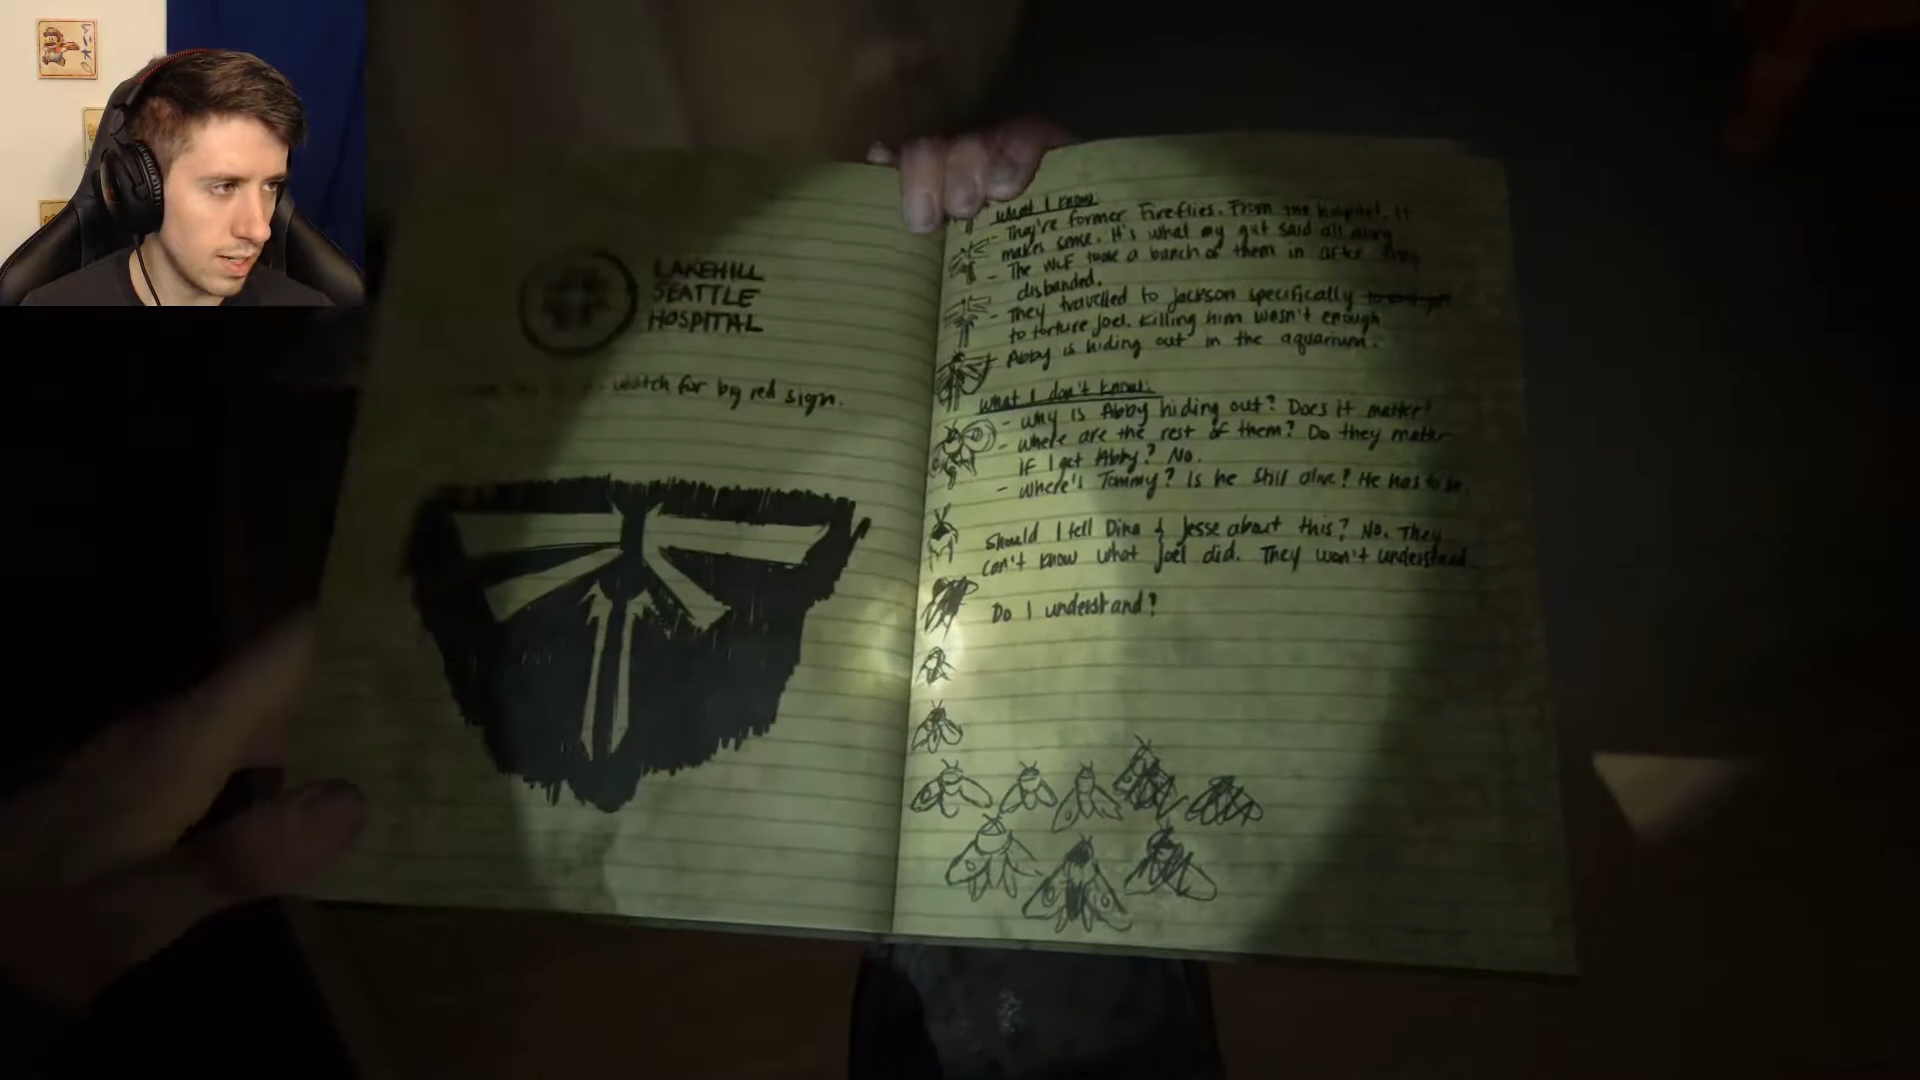 LAKEHILL
SEATTLE
HOSPITAL
watch for big red sign.
What I know:
- They're former Fireflies. From the hospital. It
makes sense. It's what my gut said all along
- The WLF took a bunch of them in after they
disbanded.
- They travelled to Jackson specifically
to torture Joel. Killing him wasn't enough
- Abby is hiding out in the aquarium.
What I don't know:
- Why is Abby hiding out? Does it matter?
- Where are the rest of them? Do they matter
if I get Abby? No.
- Where's Tommy? Is he still alive? He has to be.
Should I tell Dina & Jesse about this? No. They
can't know what Joel did. They won't understand
Do I understand?